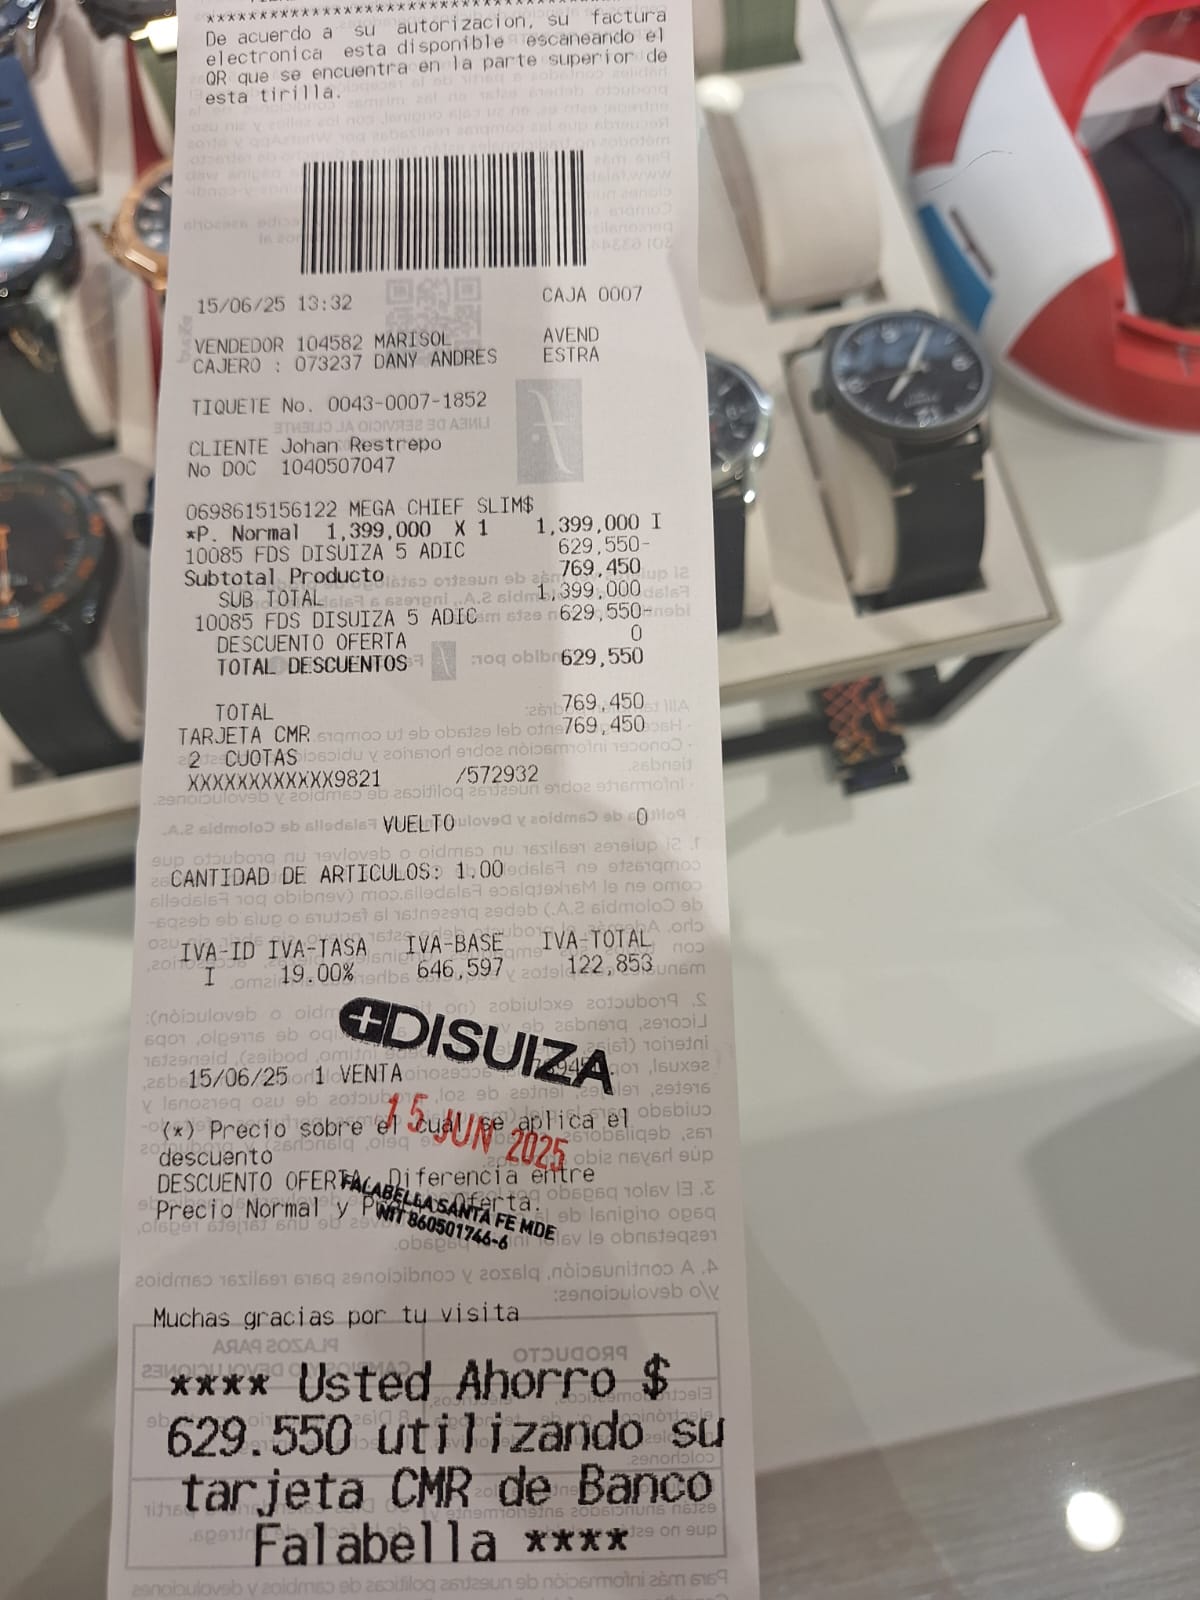 ****************************************
De acuerdo a su autorizacion, su factura
electronica esta disponible escaneando el
QR que se encuentra en la parte superior de
esta tirilla.
15/06/25 13:32 CAJA 0007
VENDEDOR 104582 MARISOL AVEND
CAJERO : 073237 DANY ANDRES ESTRA
TIQUETE No. 0043-0007-1852
CLIENTE Johan Restrepo
No DOC 1040507047
0698615156122 MEGA CHIEF SLIM$
*P. Normal 1,399,000 X 1 1,399,000 I
10085 FDS DISUIZA 5 ADIC 629,550-
Subtotal Producto 769,450
SUB TOTAL 1,399,000
10085 FDS DISUIZA 5 ADIC 629,550-
DESCUENTO OFERTA 0
TOTAL DESCUENTOS 629,550
TOTAL 769,450
TARJETA CMR 769,450
2 CUOTAS
XXXXXXXXXXXX9821 /572932
VUELTO 0
CANTIDAD DE ARTICULOS: 1.00
IVA-ID IVA-TASA IVA-BASE IVA-TOTAL
I 19.00% 646,597 122,853
DISUIZA
15/06/25 1 VENTA
15 JUN 2025
(*) Precio sobre el cual se aplica el
descuento
DESCUENTO OFERTA: Diferencia entre
Precio Normal y Oferta.
FALABELLA SANTA FE MDE
NIT 860501746-6
Muchas gracias por tu visita
**** Usted Ahorro $
629.550 utilizando su
tarjeta CMR de Banco
Falabella ****